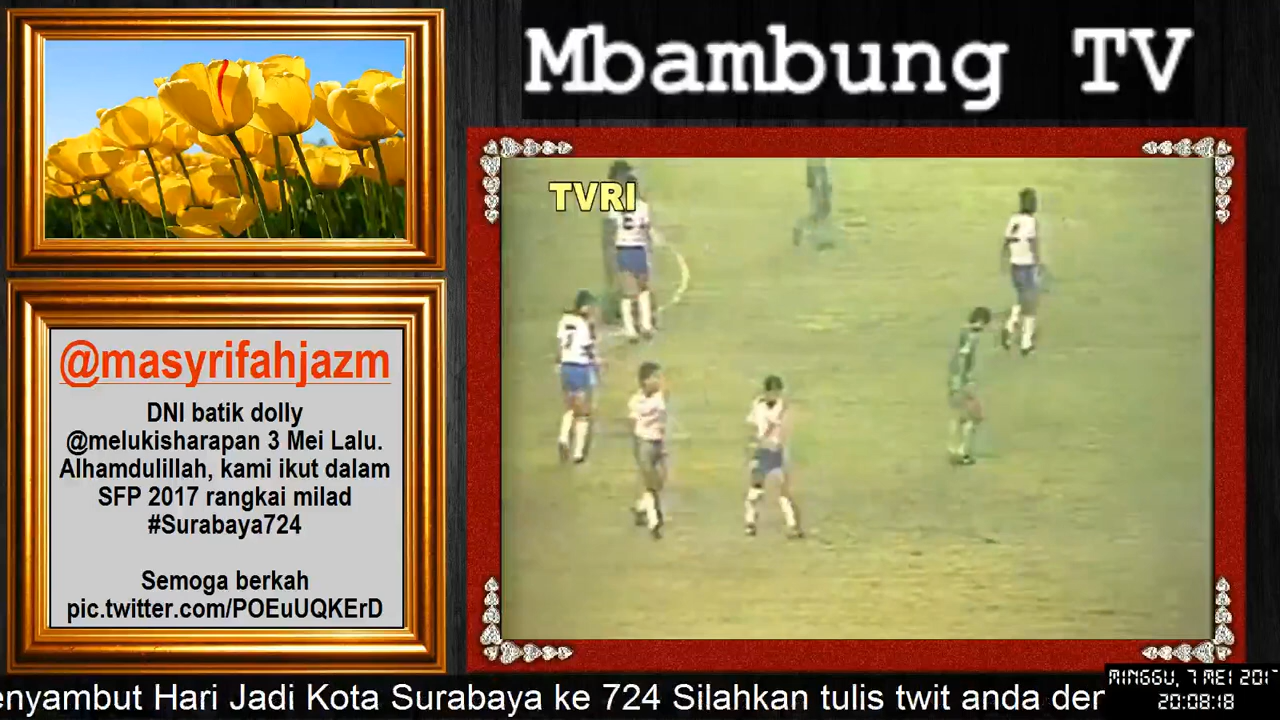 Mbambung TV
TVRI
@masyrifahjazm
DNI batik dolly
@melukisharapan 3 Mei Lalu.
Alhamdulillah, kami ikut dalam
SFP 2017 rangkai milad
#Surabaya724
Semoga berkah
pic.twitter.com/POEuUQKErD
enyambut Hari Jadi Kota Surabaya ke 724 Silahkan tulis twit anda der
MINGGU, 7 MEI 2017
20:08:18